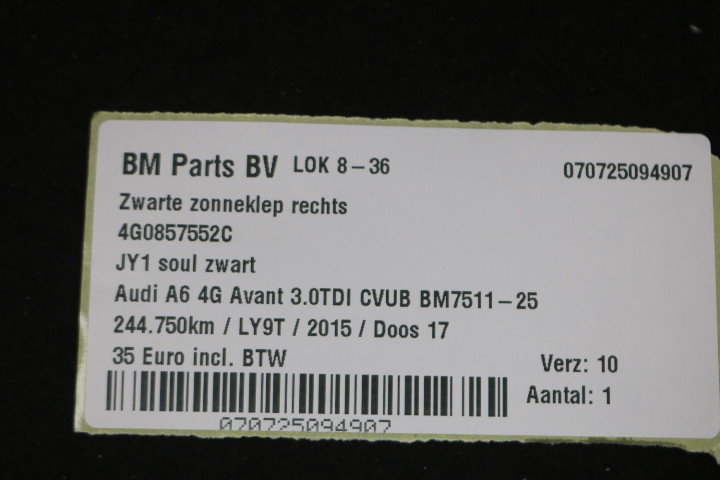 BM Parts BV LOK 8-36 070725094907
Zwarte zonneklep rechts
4G0857552C
JY1 soul zwart
Audi A6 4G Avant 3.0TDI CVUB BM7511-25
244.750km / LY9T / 2015 / Doos 17
35 Euro incl. BTW Verz: 10
Aantal: 1
070725094907